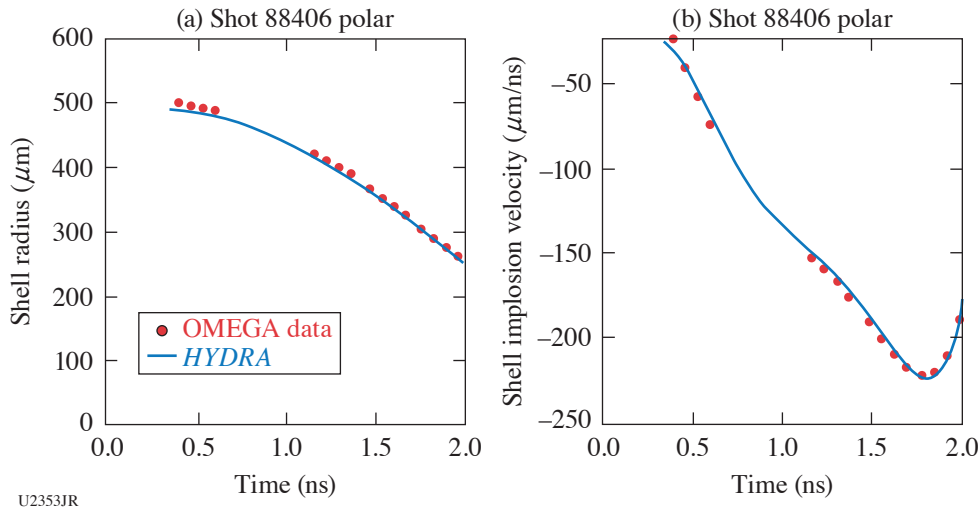 (a) Shot 88406 polar
600
500
400
300
200
100
0
Shell radius (μm)
OMEGA data
HYDRA
0.0 0.5 1.0 1.5 2.0
Time (ns)
(b) Shot 88406 polar
−50
−100
−150
−200
−250
Shell implosion velocity (μm/ns)
0.0 0.5 1.0 1.5 2.0
Time (ns)
U2353JR